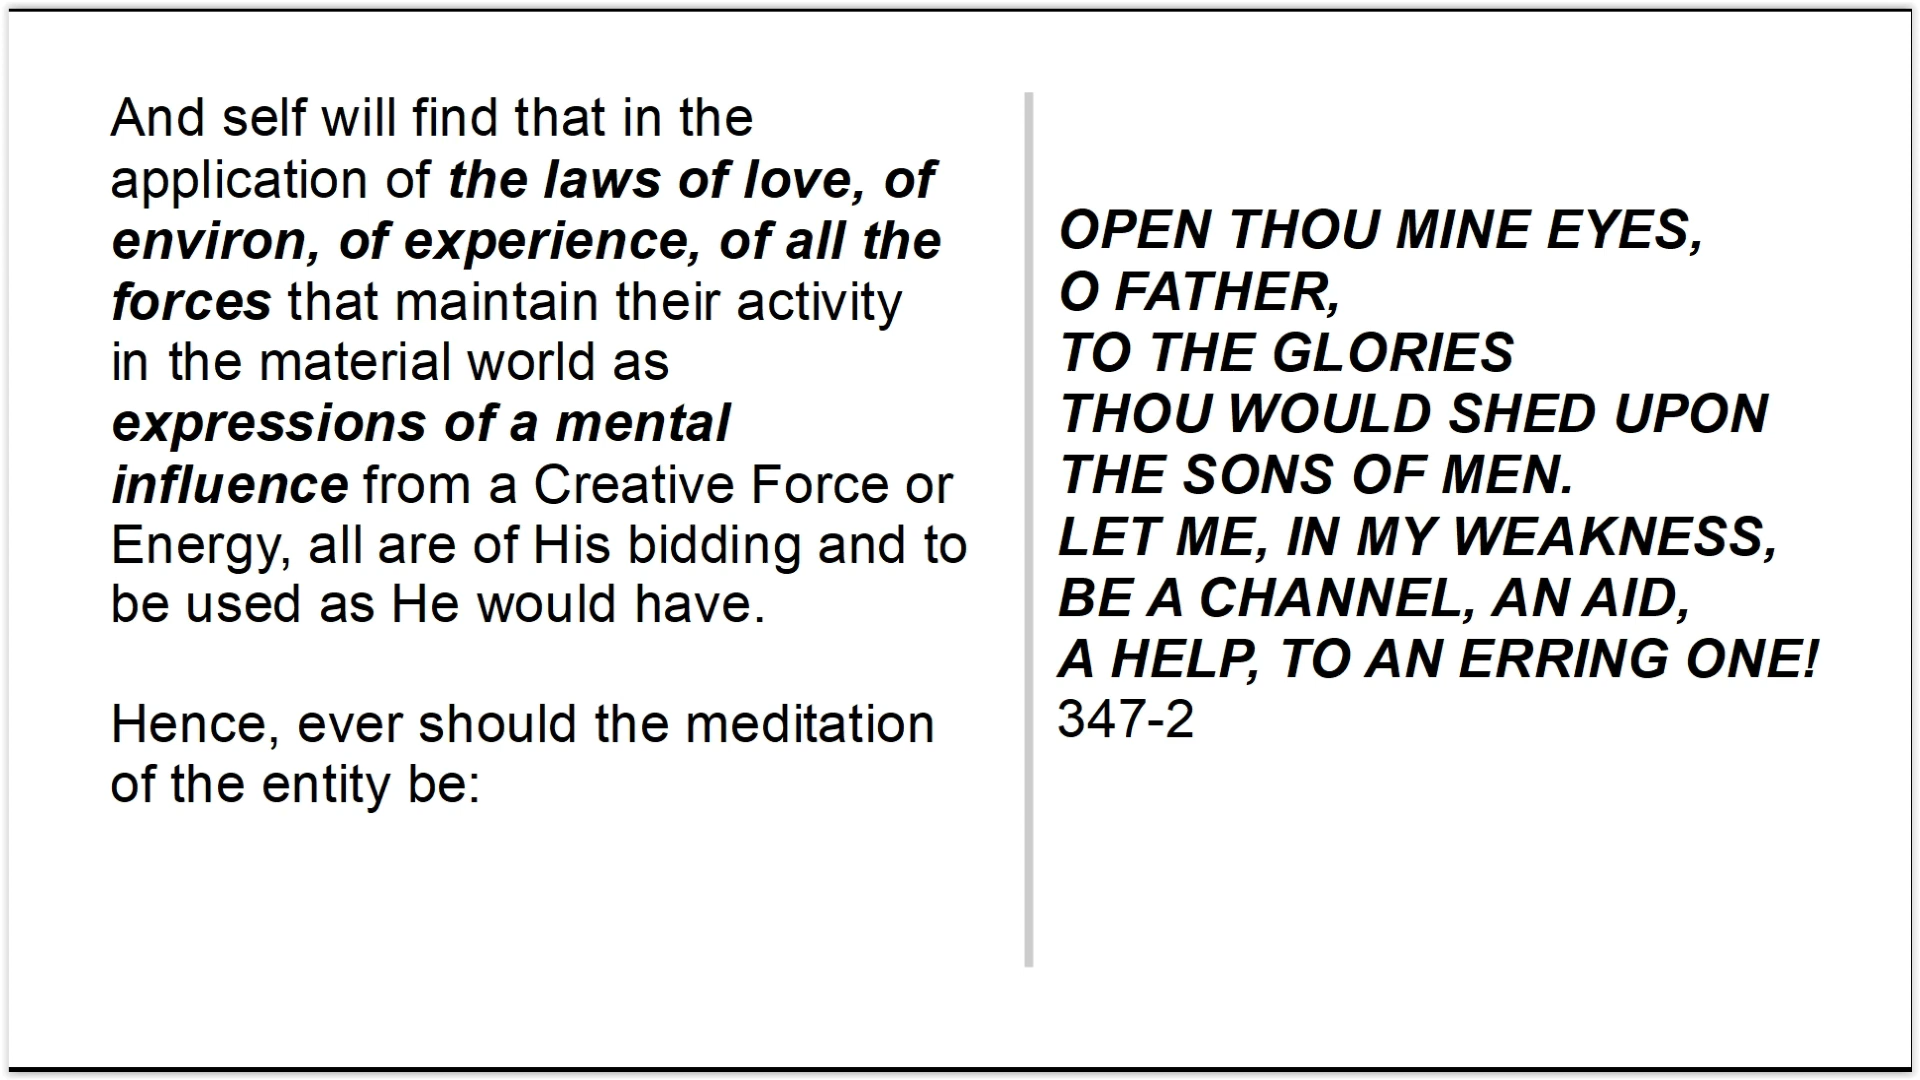 And self will find that in the
application of the laws of love, of
environ, of experience, of all the
forces that maintain their activity
in the material world as
expressions of a mental
influence from a Creative Force or
Energy, all are of His bidding and to
be used as He would have.
Hence, ever should the meditation
of the entity be:
OPEN THOU MINE EYES,
O FATHER,
TO THE GLORIES
THOU WOULD SHED UPON
THE SONS OF MEN.
LET ME, IN MY WEAKNESS,
BE A CHANNEL, AN AID,
A HELP, TO AN ERRING ONE!
347-2